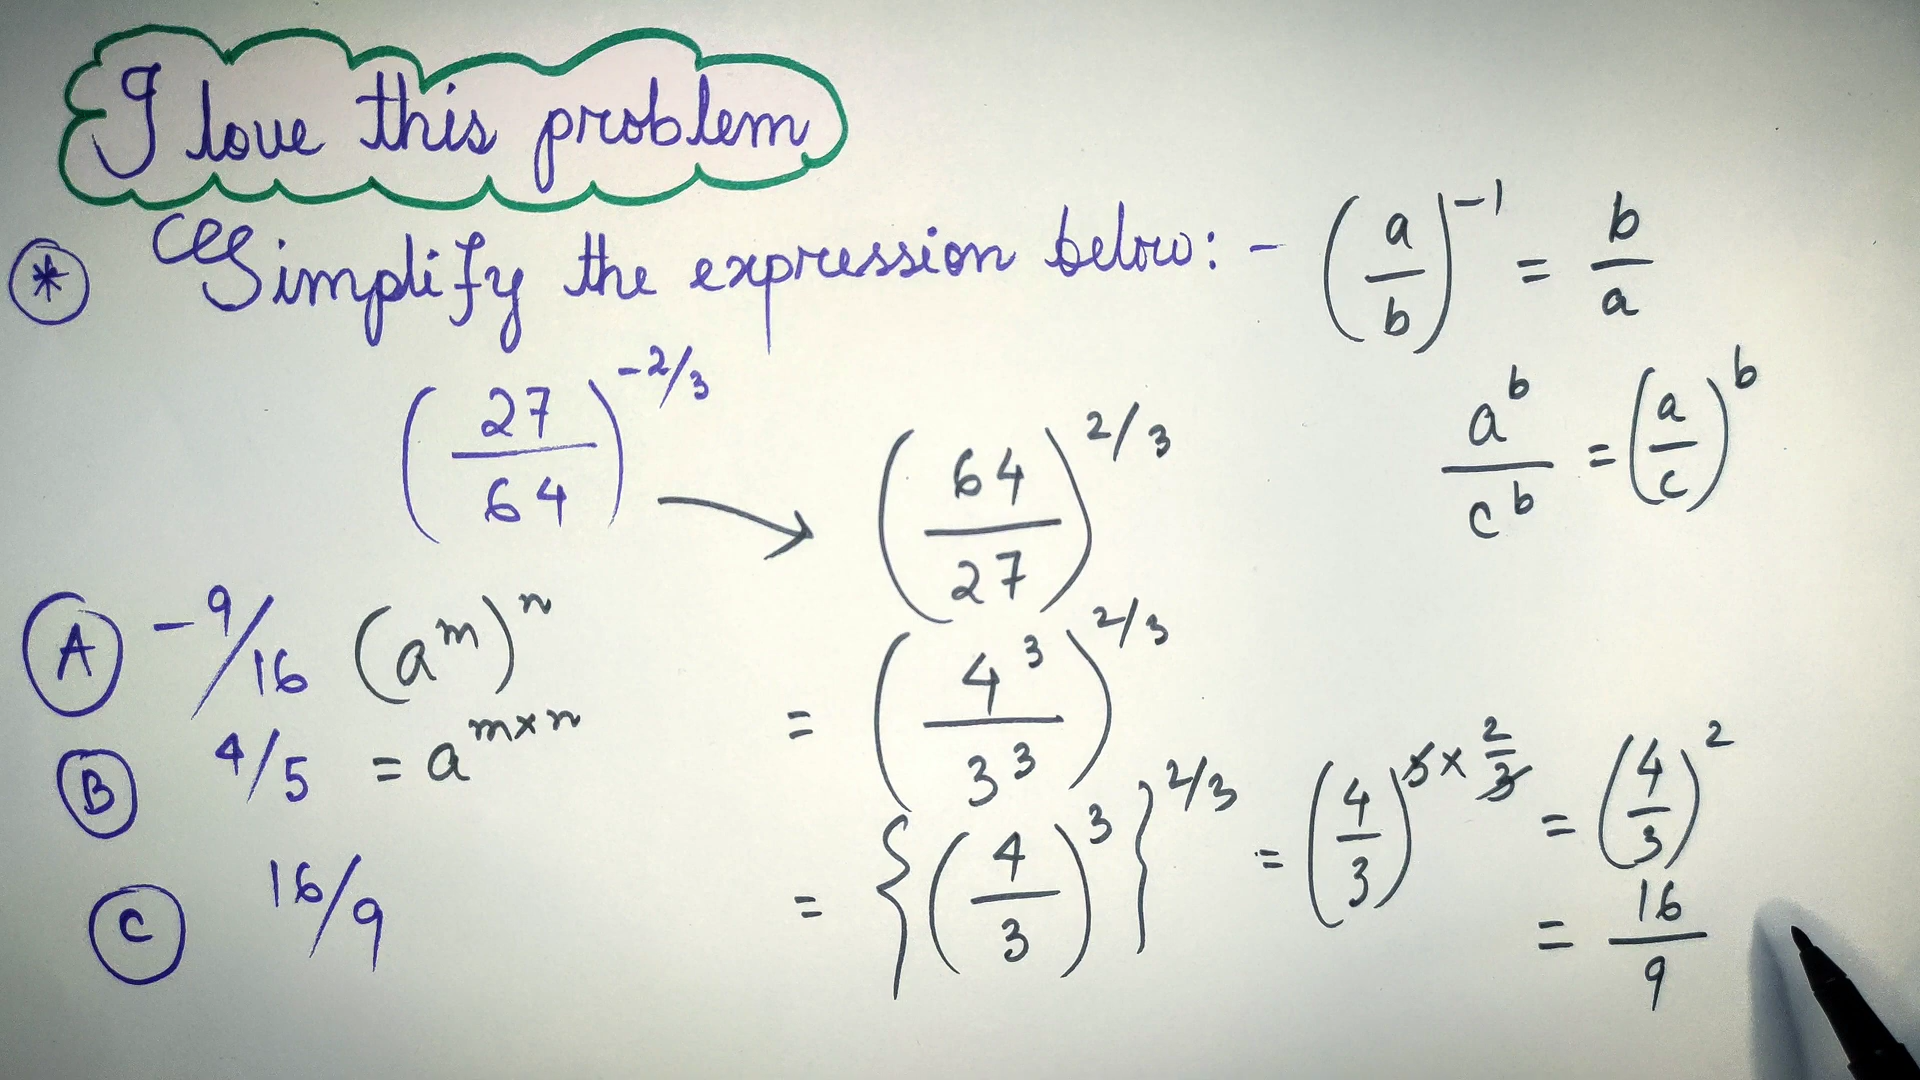 I love this problem
* Simplify the expression below: -
(27/64)^(-2/3)
(A) -9/16
(B) 4/5
(C) 16/9
(a^m)^n
= a^(m×n)
(a/b)^(-1) = b/a
a^b/c^b = (a/c)^b
→ (64/27)^(2/3)
= (4^3/3^3)^(2/3)
= {(4/3)^3}^(2/3) = (4/3)^(3×2/3) = (4/3)^2
= 16/9